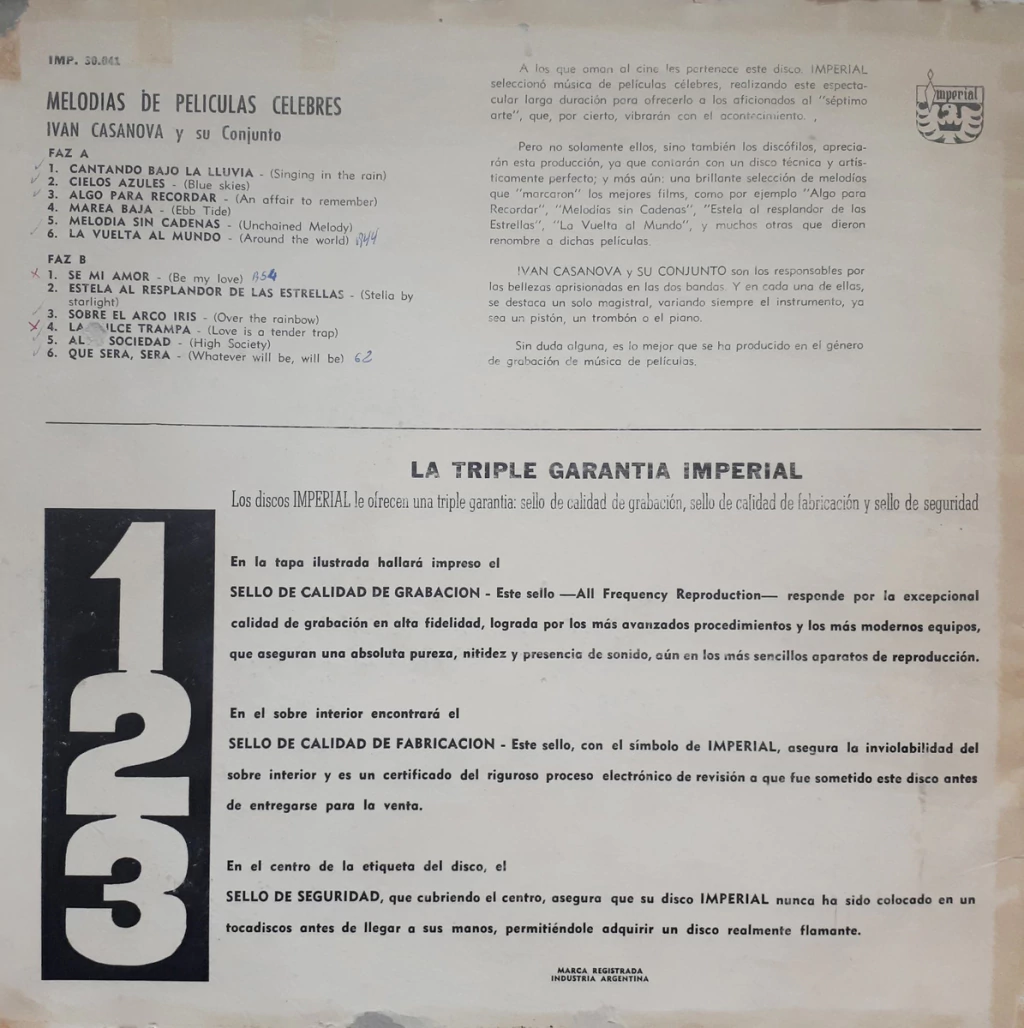 IMP. 30.041
MELODIAS DE PELICULAS CELEBRES
IVAN CASANOVA y su Conjunto
FAZ A
1. CANTANDO BAJO LA LLUVIA - (Singing in the rain)
2. CIELOS AZULES - (Blue skies)
3. ALGO PARA RECORDAR - (An affair to remember)
4. MAREA BAJA - (Ebb Tide)
5. MELODIA SIN CADENAS - (Unchained Melody)
6. LA VUELTA AL MUNDO - (Around the world)
FAZ B
1. SE MI AMOR - (Be my love)
2. ESTELA AL RESPLANDOR DE LAS ESTRELLAS - (Stella by
starlight)
3. SOBRE EL ARCO IRIS - (Over the rainbow)
4. LA ULCE TRAMPA - (Love is a tender trap)
5. AL SOCIEDAD - (High Society)
6. QUE SERA, SERA - (Whatever will be, will be) 62
A los que aman al cine les pertenece este disco. IMPERIAL
seleccionó música de películas célebres, realizando este especta-
cular larga duración para ofrecerlo a los aficionados al "séptimo
arte", que, por cierto, vibrarán con el acontecimiento.
Pero no solamente ellos, sino también los discófilos, aprecia-
rán esta producción, ya que contarán con un disco técnica y artís-
ticamente perfecto; y más aún: una brillante selección de melodías
que "marcaron" los mejores films, como por ejemplo "Algo para
Recordar", "Melodías sin Cadenas", "Estela al resplandor de las
Estrellas", "La Vuelta al Mundo", y muchas otras que dieron
renombre a dichas películas.
IVAN CASANOVA y SU CONJUNTO son los responsables por
las bellezas aprisionadas en las dos bandas. Y en cada una de ellas,
se destaca un solo magistral, variando siempre el instrumento, ya
sea un pistón, un trombón o el piano.
Sin duda alguna, es lo mejor que se ha producido en el género
de grabación de música de películas.
Imperial
LA TRIPLE GARANTIA IMPERIAL
Los discos IMPERIAL le ofrecen una triple garantia: sello de calidad de grabación, sello de calidad de fabricación y sello de seguridad
1
En la tapa ilustrada hallará impreso el
SELLO DE CALIDAD DE GRABACION - Este sello —All Frequency Reproduction— responde por la excepcional
calidad de grabación en alta fidelidad, lograda por los más avanzados procedimientos y los más modernos equipos,
que aseguran una absoluta pureza, nitidez y presencia de sonido, aún en los más sencillos aparatos de reproducción.
2
En el sobre interior encontrará el
SELLO DE CALIDAD DE FABRICACION - Este sello, con el símbolo de IMPERIAL, asegura la inviolabilidad del
sobre interior y es un certificado del riguroso proceso electrónico de revisión a que fue sometido este disco antes
de entregarse para la venta.
3
En el centro de la etiqueta del disco, el
SELLO DE SEGURIDAD, que cubriendo el centro, asegura que su disco IMPERIAL nunca ha sido colocado en un
tocadiscos antes de llegar a sus manos, permitiéndole adquirir un disco realmente flamante.
MARCA REGISTRADA
INDUSTRIA ARGENTINA